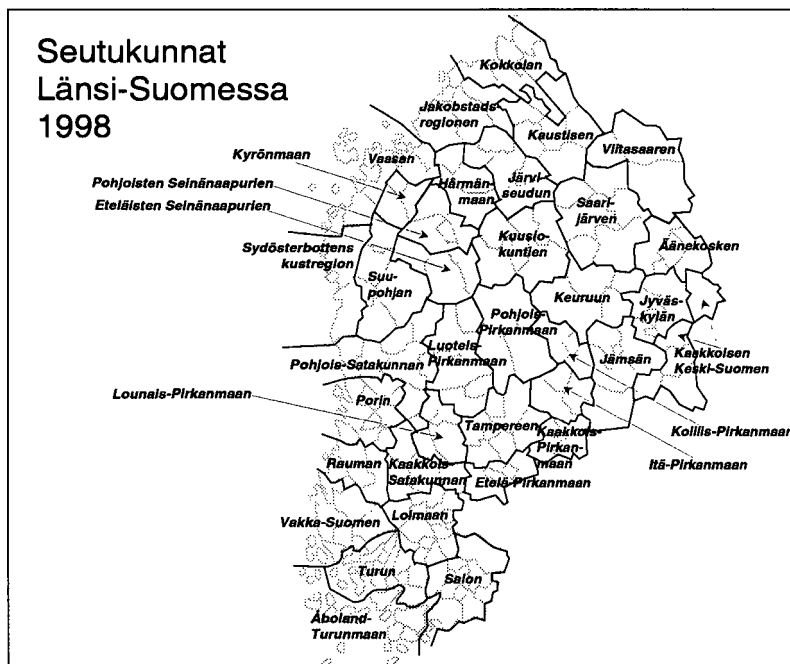 Seutukunnat
Länsi-Suomessa
1998
Kokkolan
Jakobstads-
regionen
Kaustisen
Viitasaaren
Kyrönmaan
Vaasan
Pohjoisten Seinänaapurien
Härmän-
maan
Järvi-
seudun
Eteläisten Seinänaapurien
Saari-
järven
Sydösterbottens
kustregion
Kuusio-
kuntien
Äänekosken
Suu-
pohjan
Keuruun
Jyväs-
kylän
Pohjois-
Pirkanmaan
Luoteis-
Pirkanmaan
Pohjois-Satakunnan
Jämsän
Kaakkoisen
Keski-Suomen
Lounais-Pirkanmaan
Porin
Tampereen
Kaakkois-
Pirkan-
maan
Koillis-Pirkanmaan
Itä-Pirkanmaan
Rauman
Kaakkois-
Satakunnan
Etelä-Pirkanmaan
Vakka-Suomen
Loimaan
Turun
Salon
Åboland-
Turunmaan